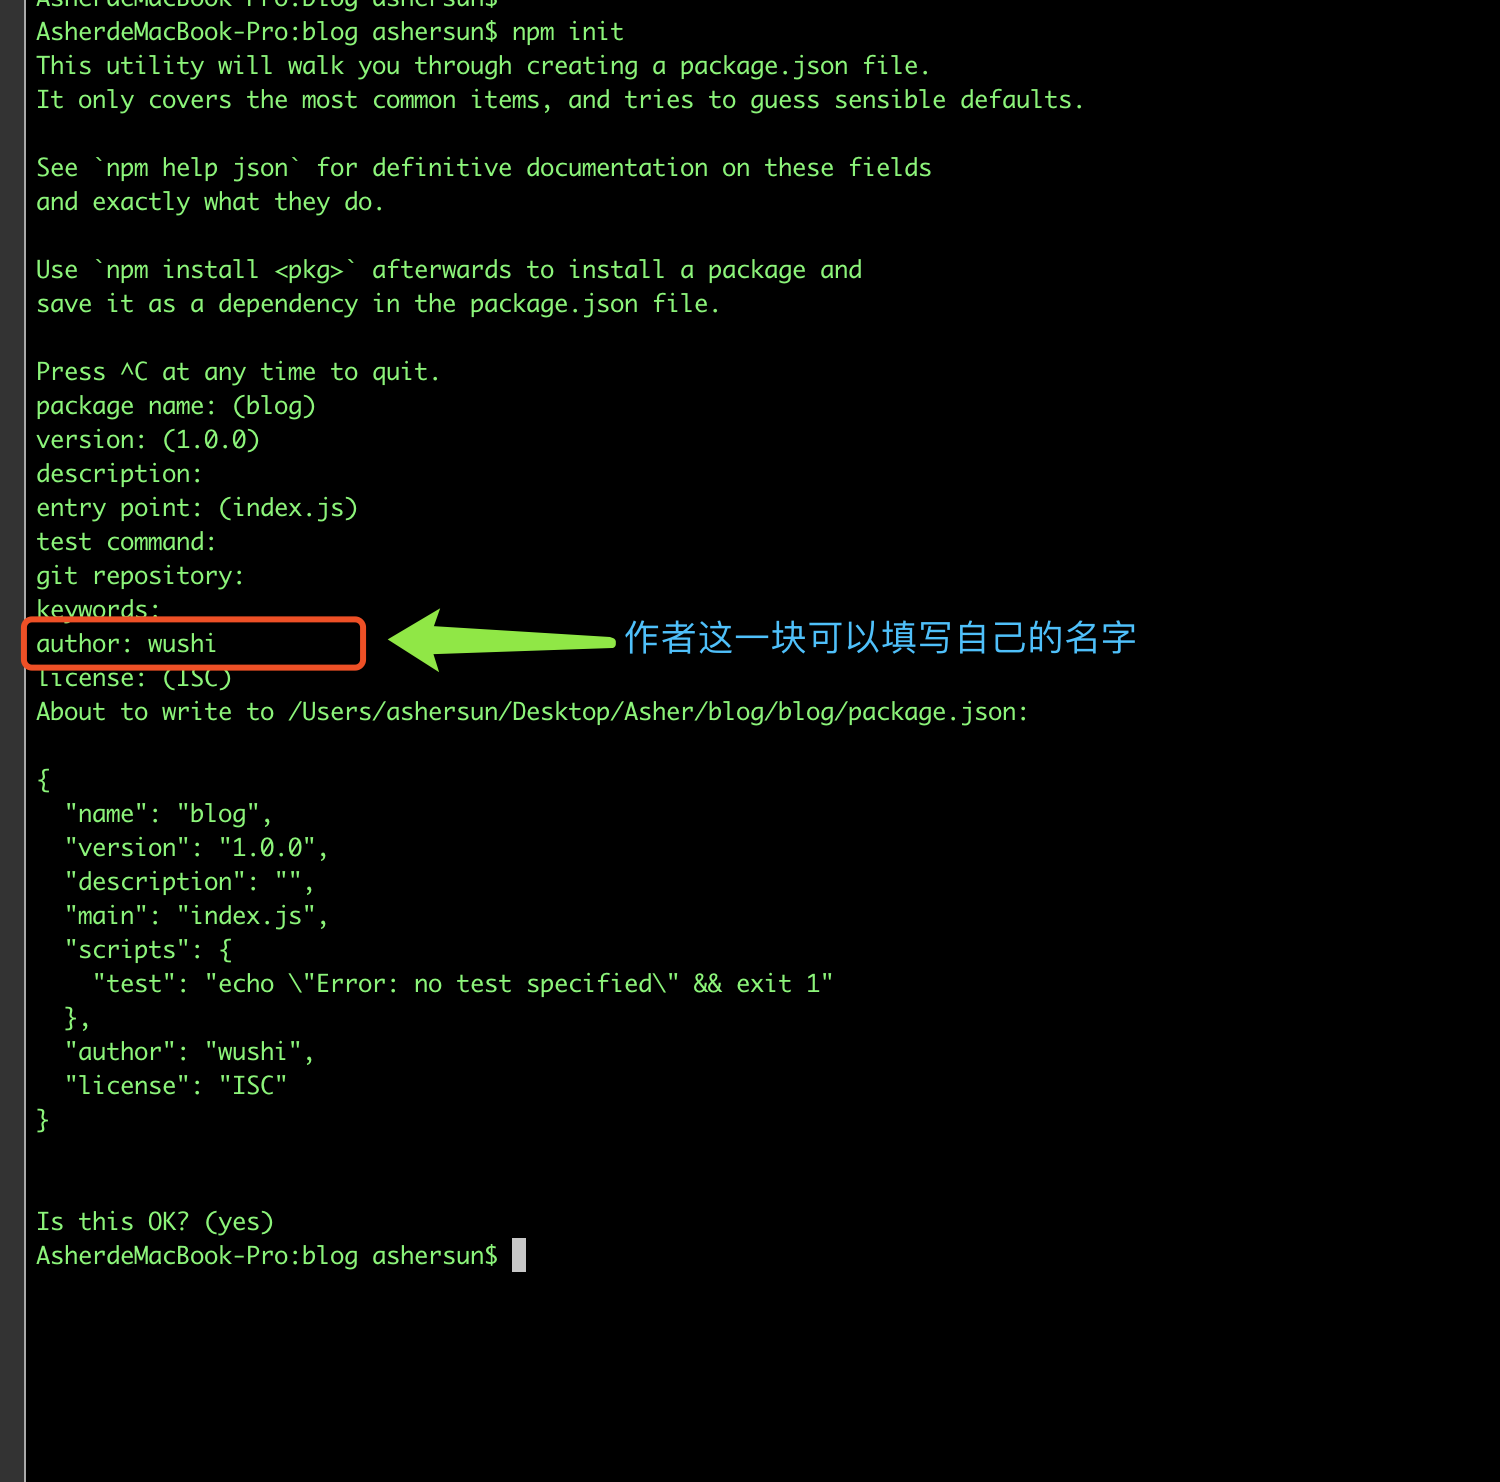 AsherdeMacBook-Pro:blog ashersun$
AsherdeMacBook-Pro:blog ashersun$ npm init
This utility will walk you through creating a package.json file.
It only covers the most common items, and tries to guess sensible defaults.
See `npm help json` for definitive documentation on these fields
and exactly what they do.
Use `npm install <pkg>` afterwards to install a package and
save it as a dependency in the package.json file.
Press ^C at any time to quit.
package name: (blog)
version: (1.0.0)
description:
entry point: (index.js)
test command:
git repository:
keywords:
author: wushi
作者这一块可以填写自己的名字
license: (ISC)
About to write to /Users/ashersun/Desktop/Asher/blog/blog/package.json:
{
  "name": "blog",
  "version": "1.0.0",
  "description": "",
  "main": "index.js",
  "scripts": {
    "test": "echo \"Error: no test specified\" && exit 1"
  },
  "author": "wushi",
  "license": "ISC"
}
Is this OK? (yes)
AsherdeMacBook-Pro:blog ashersun$